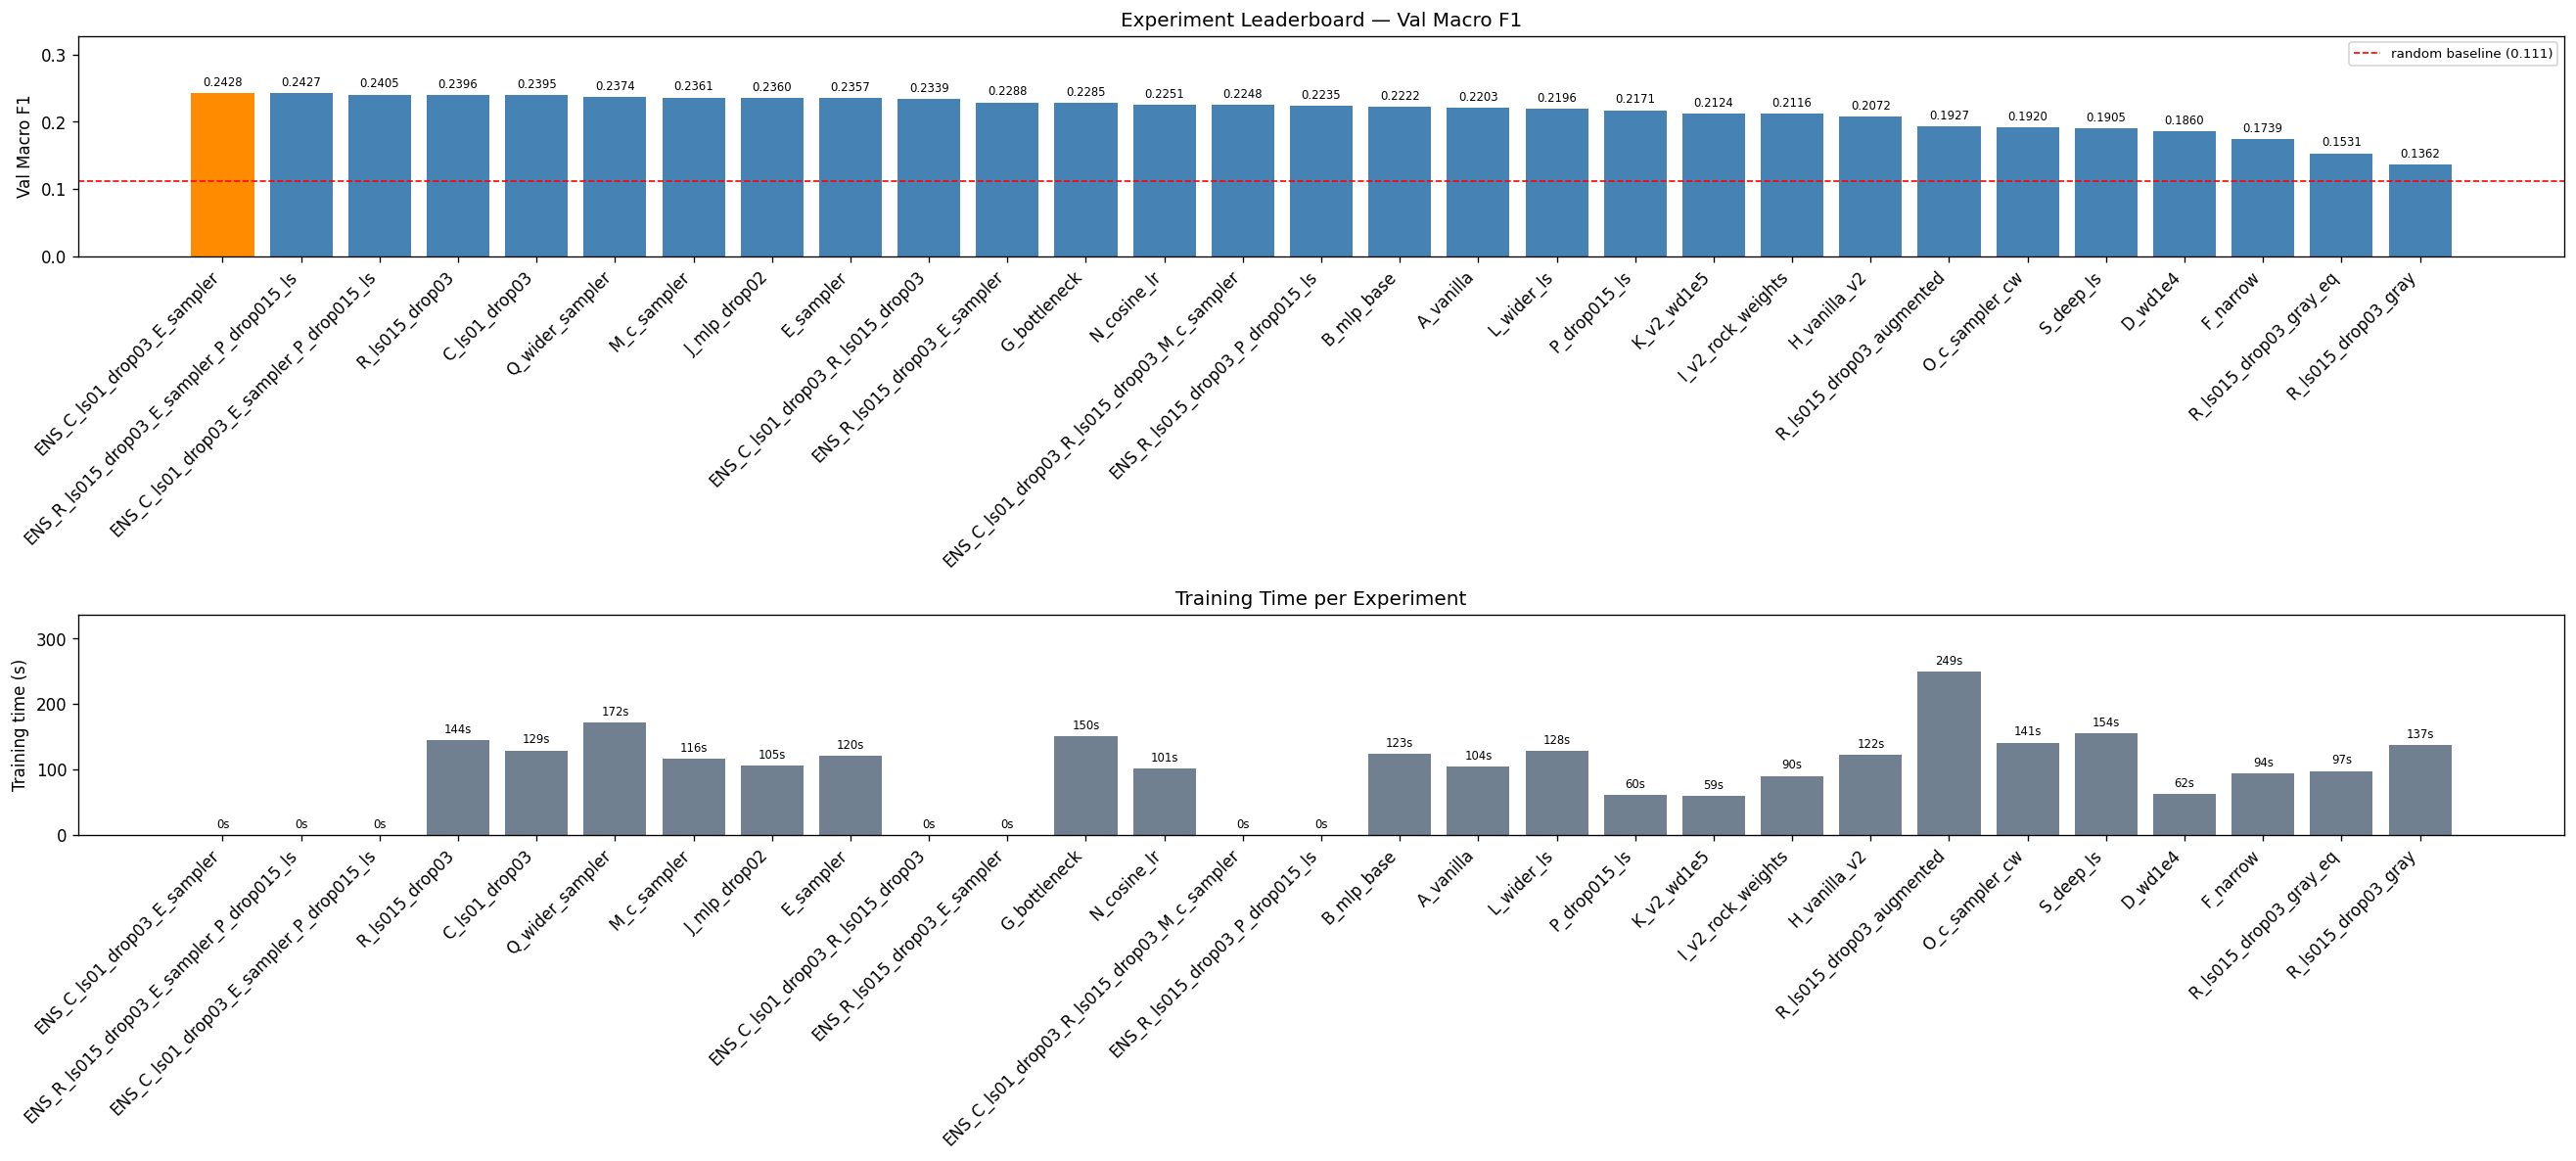 Experiment Leaderboard — Val Macro F1
Val Macro F1
0.3
0.2
0.1
0.0
random baseline (0.111)
0.2428 0.2427 0.2405 0.2396 0.2395 0.2374 0.2361 0.2360 0.2357 0.2339 0.2288 0.2285 0.2251 0.2248 0.2235 0.2222 0.2203 0.2196 0.2171 0.2124 0.2116 0.2072 0.1927 0.1920 0.1905 0.1860 0.1739 0.1531 0.1362
ENS_C_ls01_drop03_E_sampler
ENS_R_ls015_drop03_E_sampler_P_drop015_ls
ENS_C_ls01_drop03_E_sampler_P_drop015_ls
R_ls015_drop03
C_ls01_drop03
Q_wider_sampler
M_c_sampler
J_mlp_drop02
E_sampler
ENS_C_ls01_drop03_R_ls015_drop03
ENS_R_ls015_drop03_E_sampler
G_bottleneck
N_cosine_lr
ENS_C_ls01_drop03_R_ls015_drop03_M_c_sampler
ENS_R_ls015_drop03_P_drop015_ls
B_mlp_base
A_vanilla
L_wider_ls
P_drop015_ls
K_v2_wd1e5
I_v2_rock_weights
H_vanilla_v2
R_ls015_drop03_augmented
O_c_sampler_cw
S_deep_ls
D_wd1e4
F_narrow
R_ls015_drop03_gray_eq
R_ls015_drop03_gray
Training Time per Experiment
Training time (s)
300
200
100
0
0s 0s 0s 144s 129s 172s 116s 105s 120s 0s 0s 150s 101s 0s 0s 123s 104s 128s 60s 59s 90s 122s 249s 141s 154s 62s 94s 97s 137s
ENS_C_ls01_drop03_E_sampler
ENS_R_ls015_drop03_E_sampler_P_drop015_ls
ENS_C_ls01_drop03_E_sampler_P_drop015_ls
R_ls015_drop03
C_ls01_drop03
Q_wider_sampler
M_c_sampler
J_mlp_drop02
E_sampler
ENS_C_ls01_drop03_R_ls015_drop03
ENS_R_ls015_drop03_E_sampler
G_bottleneck
N_cosine_lr
ENS_C_ls01_drop03_R_ls015_drop03_M_c_sampler
ENS_R_ls015_drop03_P_drop015_ls
B_mlp_base
A_vanilla
L_wider_ls
P_drop015_ls
K_v2_wd1e5
I_v2_rock_weights
H_vanilla_v2
R_ls015_drop03_augmented
O_c_sampler_cw
S_deep_ls
D_wd1e4
F_narrow
R_ls015_drop03_gray_eq
R_ls015_drop03_gray